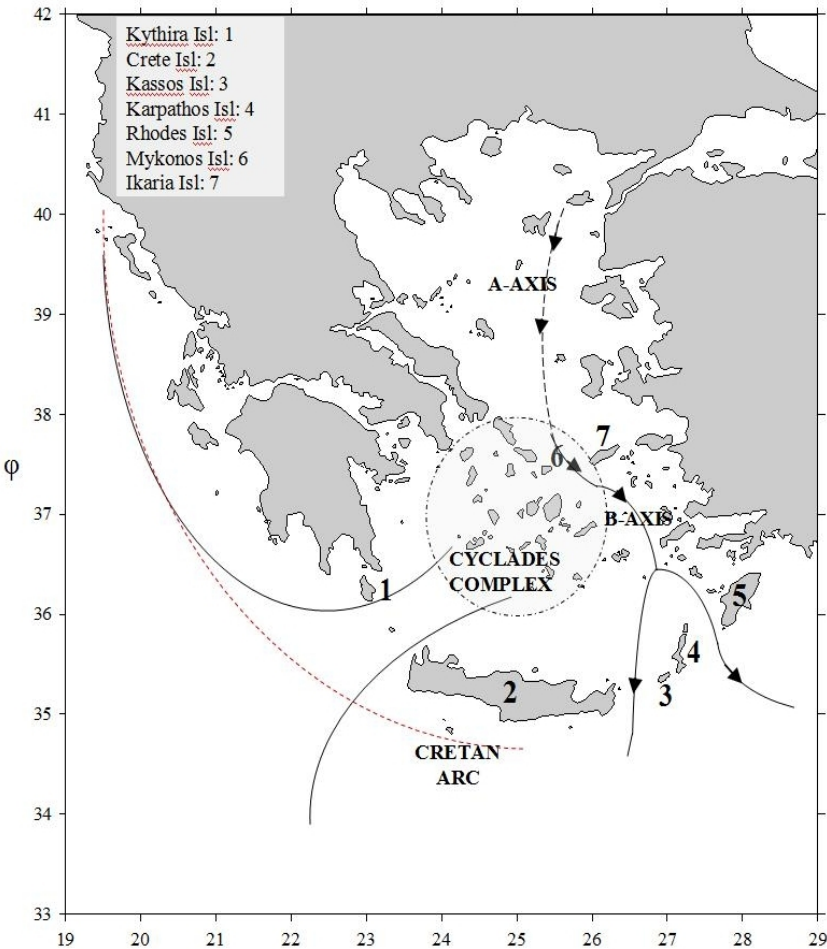 42
41
40
39
38
37
36
35
34
33
φ
Kythira Isl: 1
Crete Isl: 2
Kassos Isl: 3
Karpathos Isl: 4
Rhodes Isl: 5
Mykonos Isl: 6
Ikaria Isl: 7
A-AXIS
7
6
B-AXIS
CYCLADES
COMPLEX
1
5
4
3
2
CRETAN
ARC
19 20 21 22 23 24 25 26 27 28 29